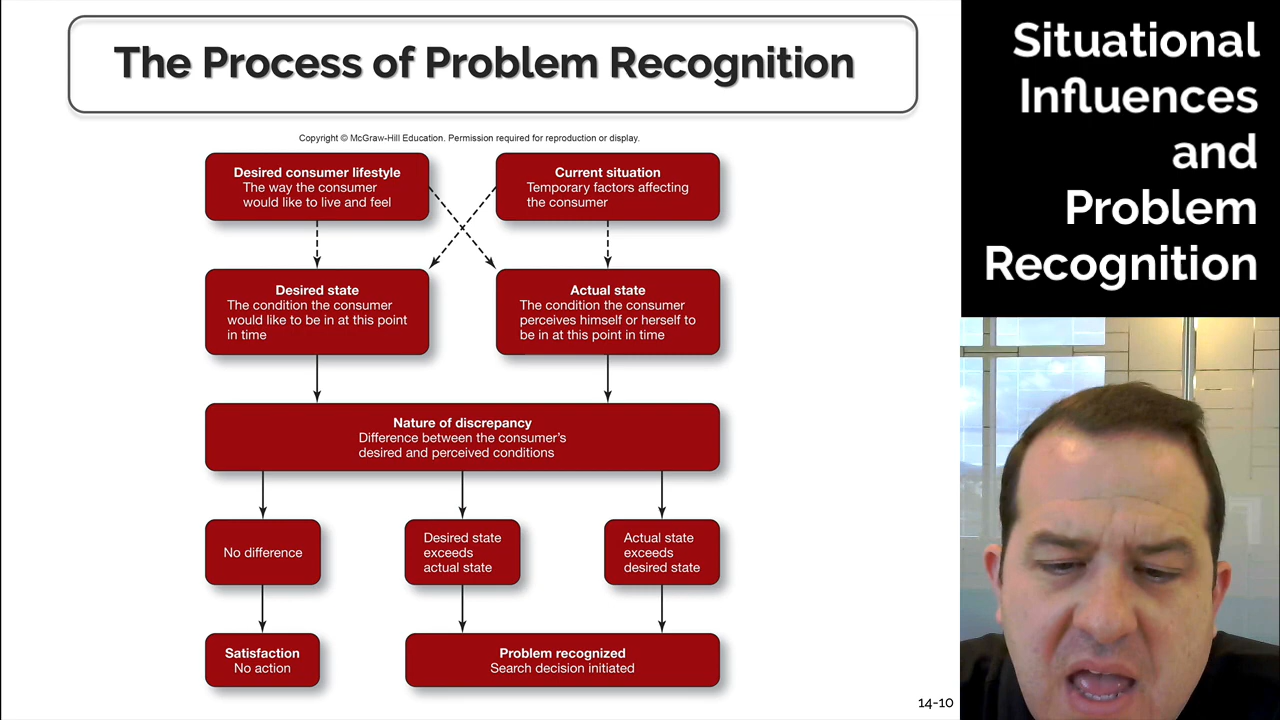 The Process of Problem Recognition
Copyright © McGraw-Hill Education. Permission required for reproduction or display.
Desired consumer lifestyle
The way the consumer
would like to live and feel
Current situation
Temporary factors affecting
the consumer
Desired state
The condition the consumer
would like to be in at this point
in time
Actual state
The condition the consumer
perceives himself or herself to
be in at this point in time
Nature of discrepancy
Difference between the consumer's
desired and perceived conditions
No difference
Desired state
exceeds
actual state
Actual state
exceeds
desired state
Satisfaction
No action
Problem recognized
Search decision initiated
14-10
Situational
Influences
and
Problem
Recognition